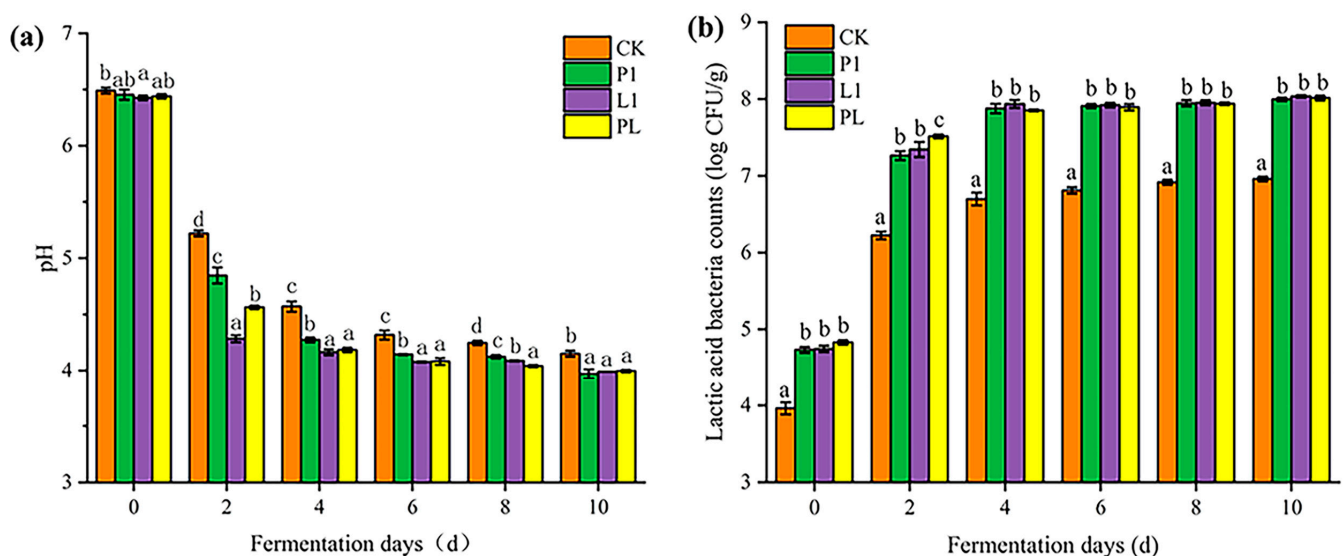 (a)
7
6
5
4
3
pH
CK
P1
L1
PL
b ab a ab
d c a b
c b a a
c b a a
d c b a
b a a a
0 2 4 6 8 10
Fermentation days（d）
(b)
9
8
7
6
5
4
3
Lactic acid bacteria counts (log CFU/g)
CK
P1
L1
PL
a b b b
a b b c
a b b b
a b b b
a b b b
a b b b
0 2 4 6 8 10
Fermentation days (d)